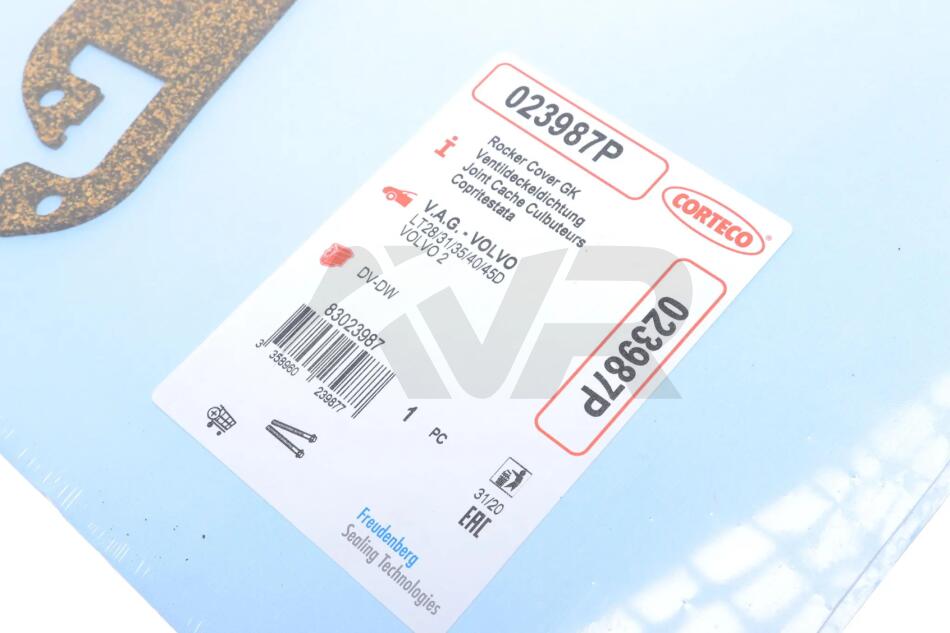 023987P
Rocker Cover GK
Ventildeckeldichtung
Joint Cache Culbuteurs
Copritestata
CORTECO®
V.A.G. - VOLVO
LT28/31/35/40/45D
VOLVO 2
DV-DW
83023987
3 358960 239877
1 PC
023987P
31/20
EAC
Freudenberg
Sealing Technologies